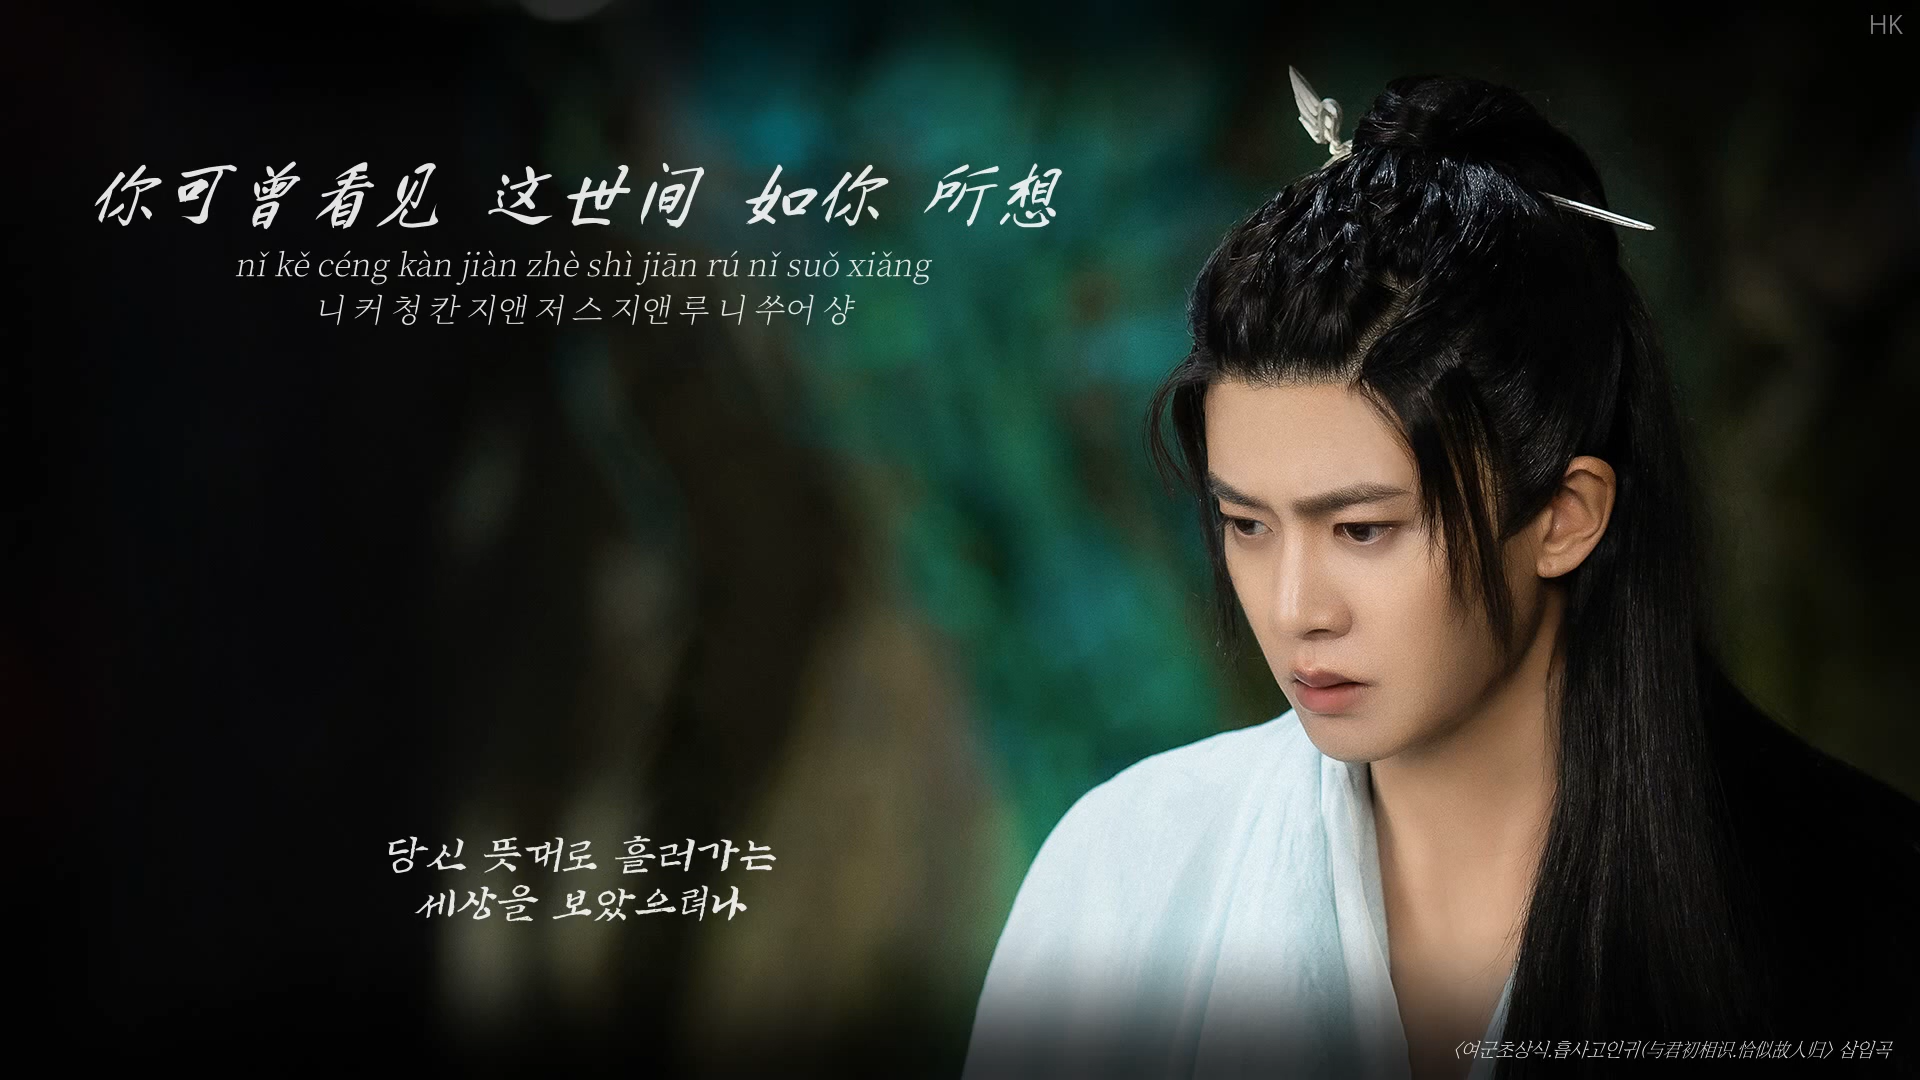 HK
你可曾看见 这世间 如你 所想
nǐ kě céng kàn jiàn zhè shì jiān rú nǐ suǒ xiǎng
니 커 청 칸 지앤 저 스 지앤 루 니 쑤어 샹
당신 뜻대로 흘러가는
세상을 보았으려나
〈여군초상식.흡사고인귀(与君初相识.恰似故人归〉 삽입곡